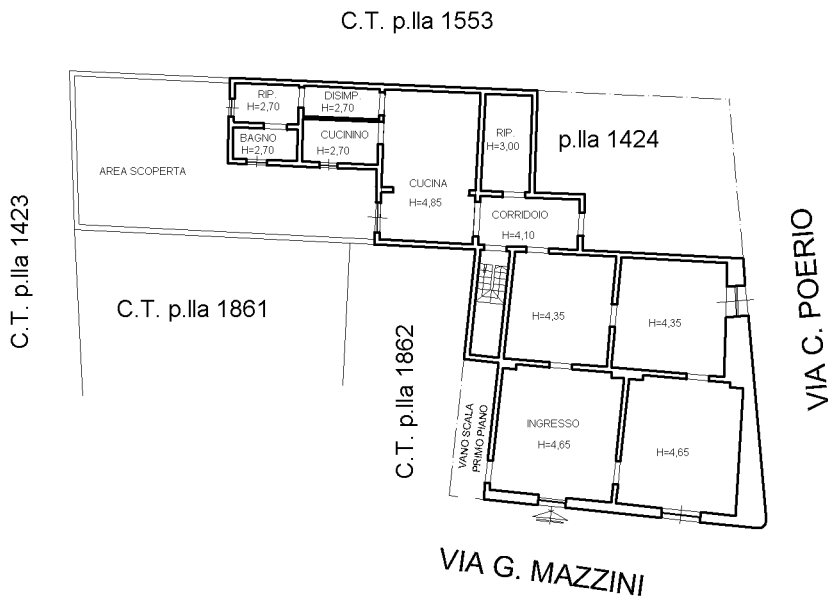 C.T. p.lla 1553
RIP.
H=2,70
DISIMP.
H=2,70
BAGNO
H=2,70
CUCININO
H=2,70
RIP.
H=3,00
p.lla 1424
AREA SCOPERTA
CUCINA
H=4,85
CORRIDOIO
H=4,10
C.T. p.lla 1423
C.T. p.lla 1861
H=4,35
H=4,35
VIA C. POERIO
C.T. p.lla 1862
VANO SCALA
PRIMO PIANO
INGRESSO
H=4,65
H=4,65
VIA G. MAZZINI